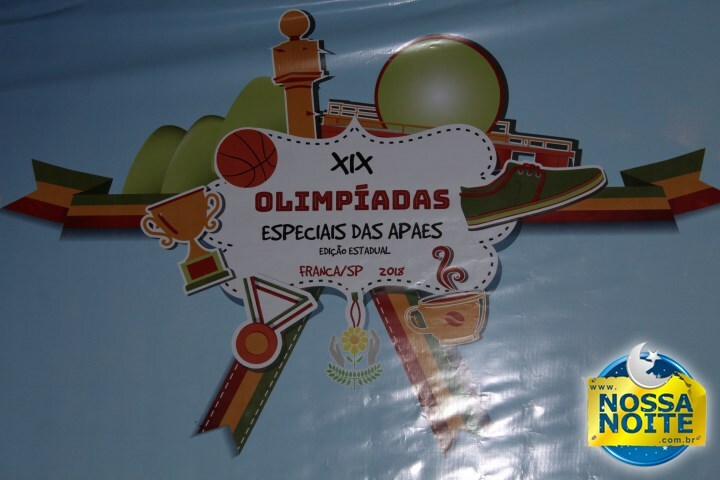 XIX
OLIMPÍADAS
ESPECIAIS DAS APAES
EDIÇÃO ESTADUAL
FRANCA/SP 2018
www.
NOSSA
NOITE
.com.br